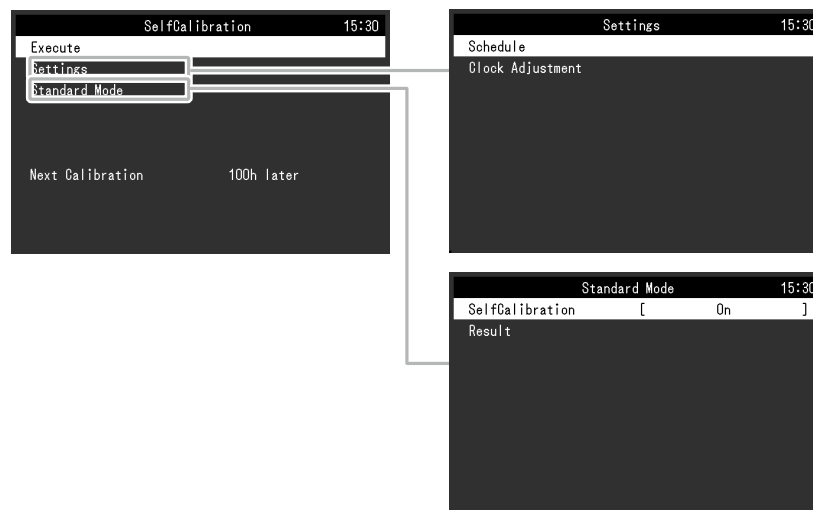 SelfCalibration 15:30
Execute
Settings
Standard Mode
Next Calibration 100h later
Settings 15:30
Schedule
Clock Adjustment
Standard Mode 15:30
SelfCalibration [ On ]
Result